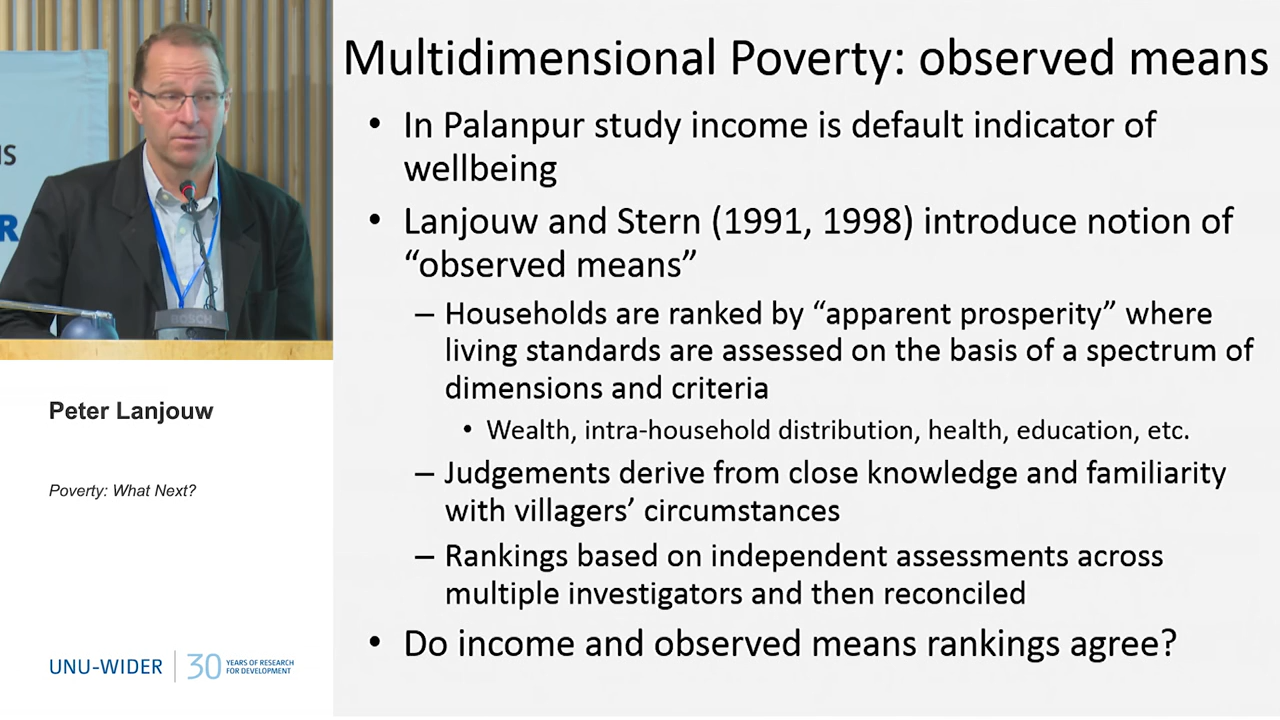 IS
R
BOSCH
Peter Lanjouw
Poverty: What Next?
UNU-WIDER
30
YEARS OF RESEARCH
FOR DEVELOPMENT
Multidimensional Poverty: observed means
• In Palanpur study income is default indicator of
wellbeing
• Lanjouw and Stern (1991, 1998) introduce notion of
“observed means”
– Households are ranked by “apparent prosperity” where
living standards are assessed on the basis of a spectrum of
dimensions and criteria
• Wealth, intra-household distribution, health, education, etc.
– Judgements derive from close knowledge and familiarity
with villagers’ circumstances
– Rankings based on independent assessments across
multiple investigators and then reconciled
• Do income and observed means rankings agree?